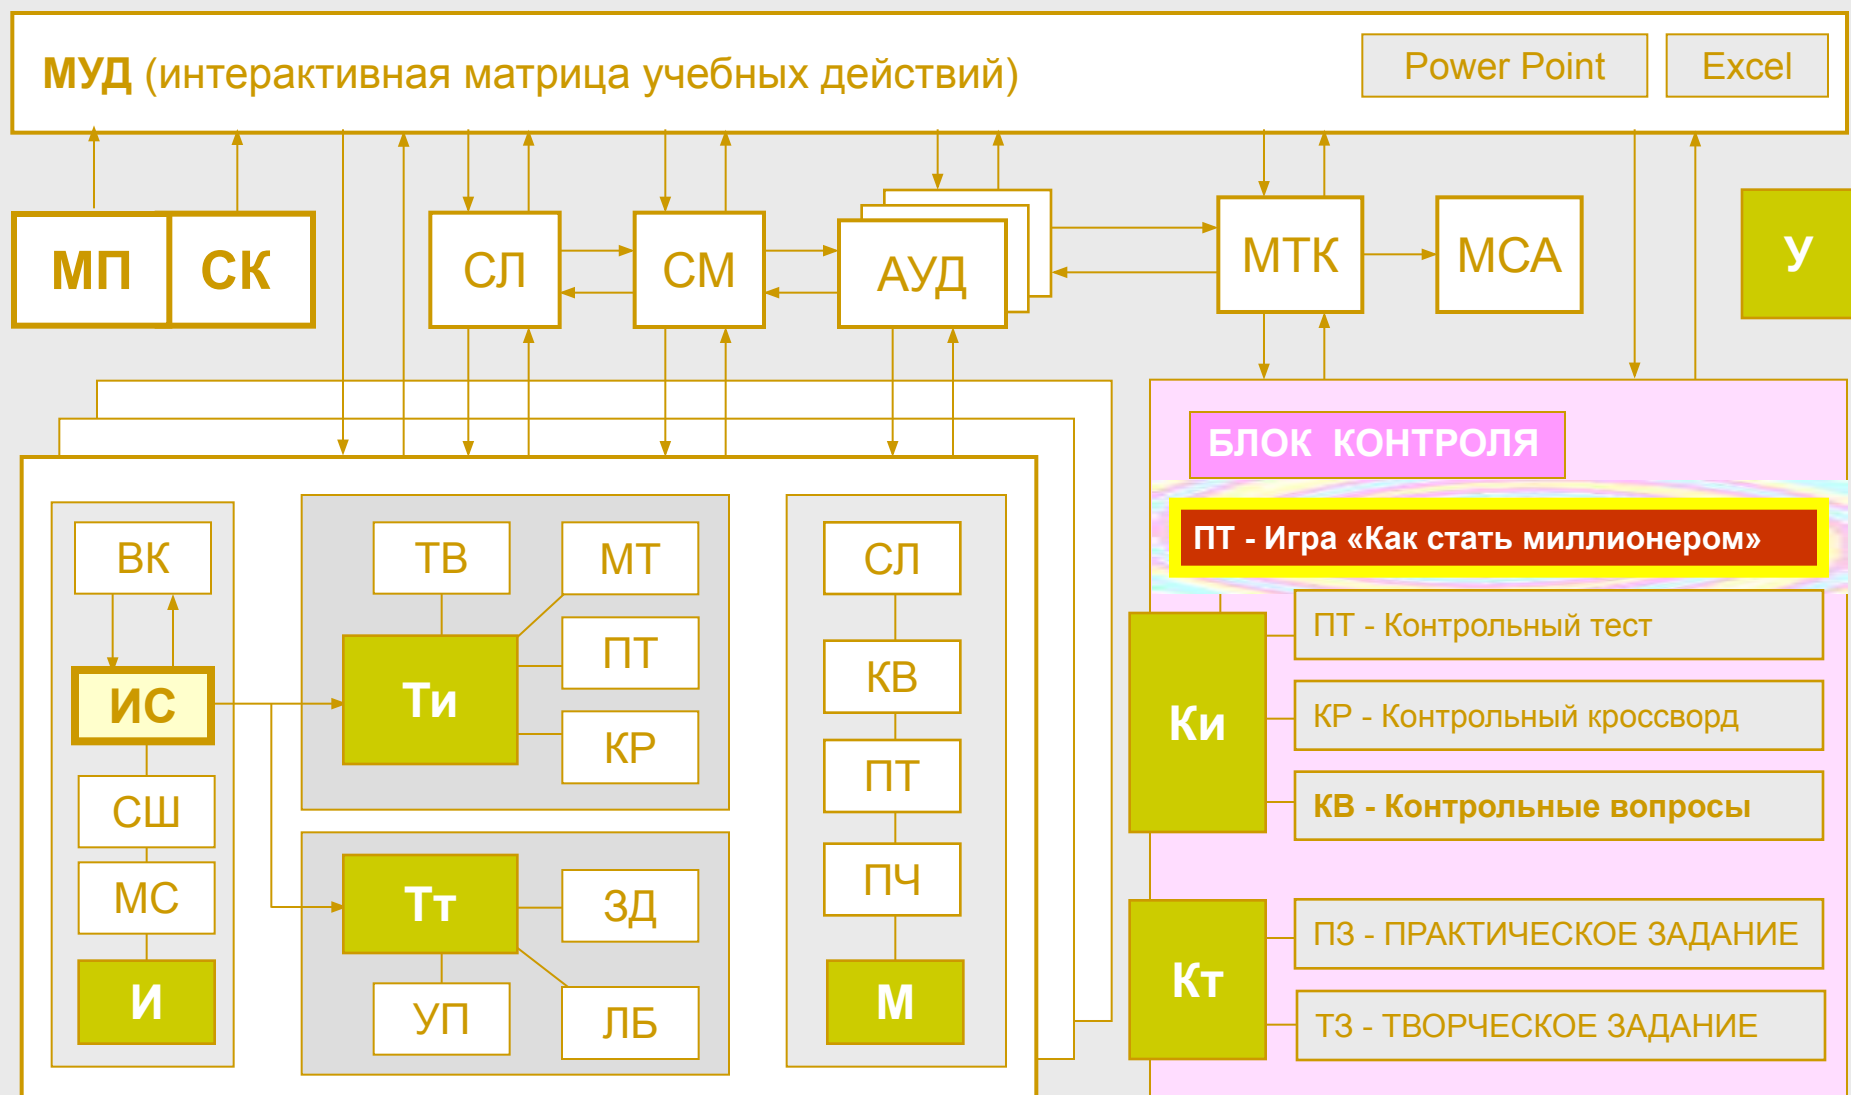 МУД (интерактивная матрица учебных действий)
Power Point
Excel
МП
СК
СЛ
СМ
АУД
МТК
МСА
У
БЛОК КОНТРОЛЯ
ПТ - Игра «Как стать миллионером»
ВК
ИС
СШ
МС
И
ТВ
МТ
ПТ
Ти
КР
Тт
ЗД
УП
ЛБ
СЛ
КВ
ПТ
ПЧ
М
Ки
ПТ - Контрольный тест
КР - Контрольный кроссворд
КВ - Контрольные вопросы
Кт
ПЗ - ПРАКТИЧЕСКОЕ ЗАДАНИЕ
ТЗ - ТВОРЧЕСКОЕ ЗАДАНИЕ